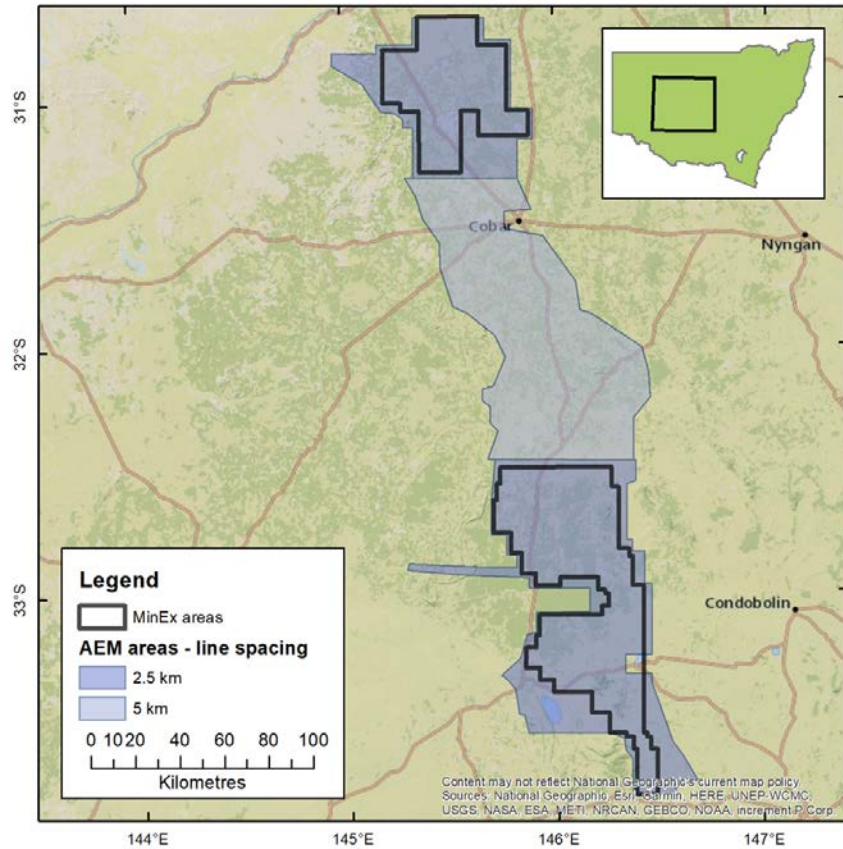 31°S
32°S
33°S
Cobar
Nyngan
Condobolin
Legend
MinEx areas
AEM areas - line spacing
2.5 km
5 km
0 10 20 40 60 80 100
Kilometres
Content may not reflect National Geographic's current map policy.
Sources: National Geographic, Esri, Garmin, HERE, UNEP-WCMC,
USGS, NASA, ESA, METI, NRCAN, GEBCO, NOAA, increment P Corp.
144°E 145°E 146°E 147°E